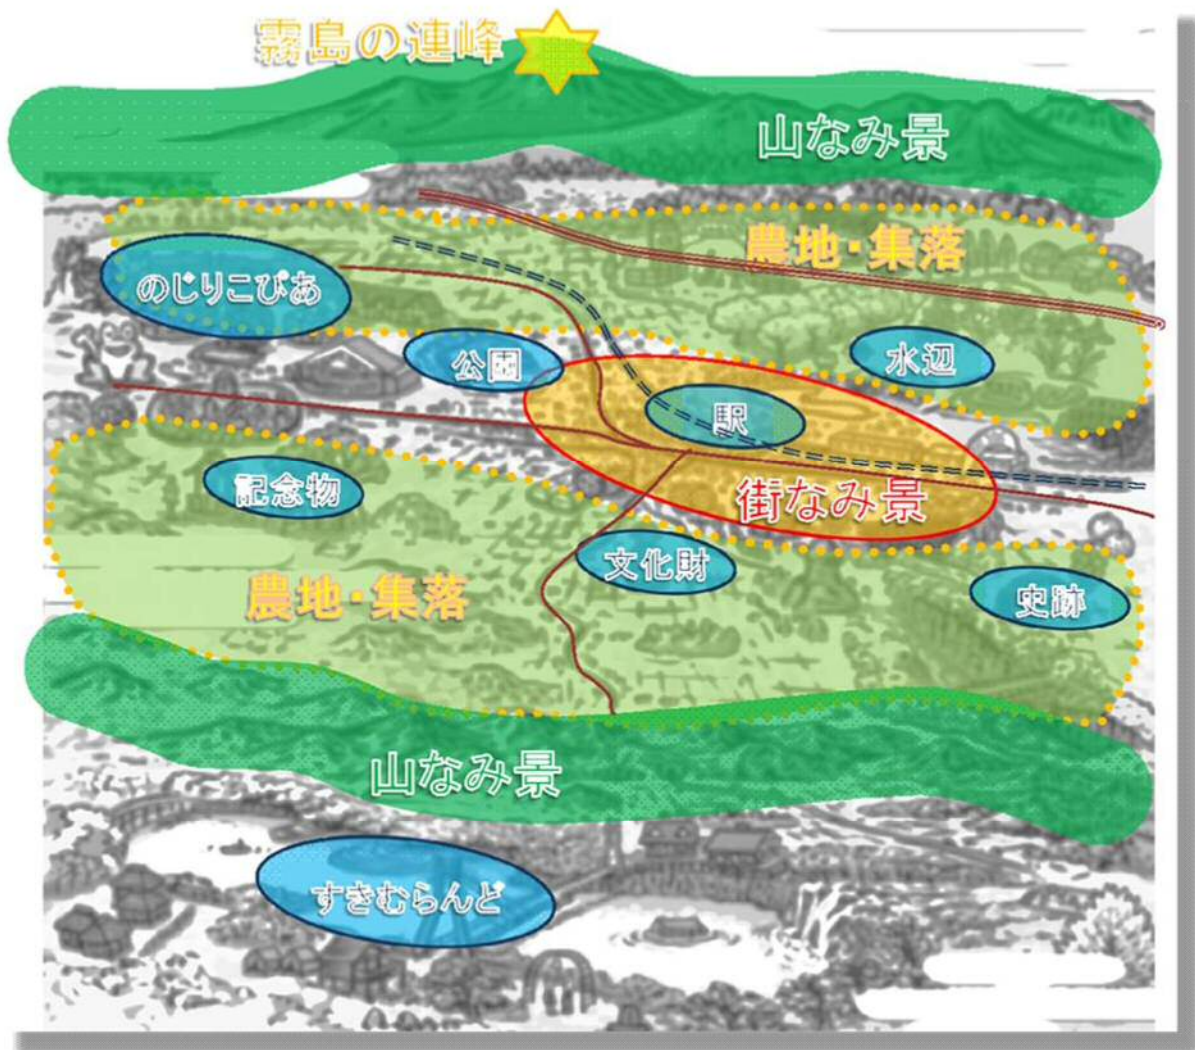 霧島の連峰
山なみ景
農地・集落
のじりこぴあ
公園
水辺
駅
記念物
街なみ景
文化財
農地・集落
史跡
山なみ景
すきむらんど